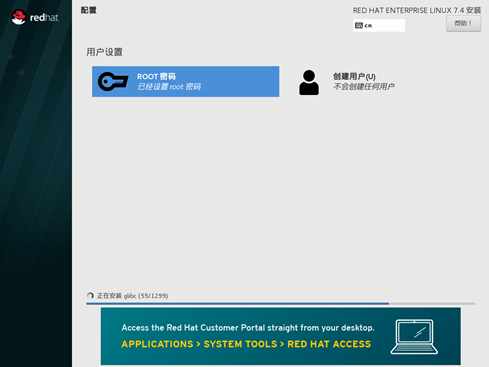 redhat
配置
RED HAT ENTERPRISE LINUX 7.4 安装
cn
帮助！
用户设置
ROOT 密码
已经设置 root 密码
创建用户(U)
不会创建任何用户
正在安装 glibc (55/1299)
Access the Red Hat Customer Portal straight from your desktop.
APPLICATIONS > SYSTEM TOOLS > RED HAT ACCESS